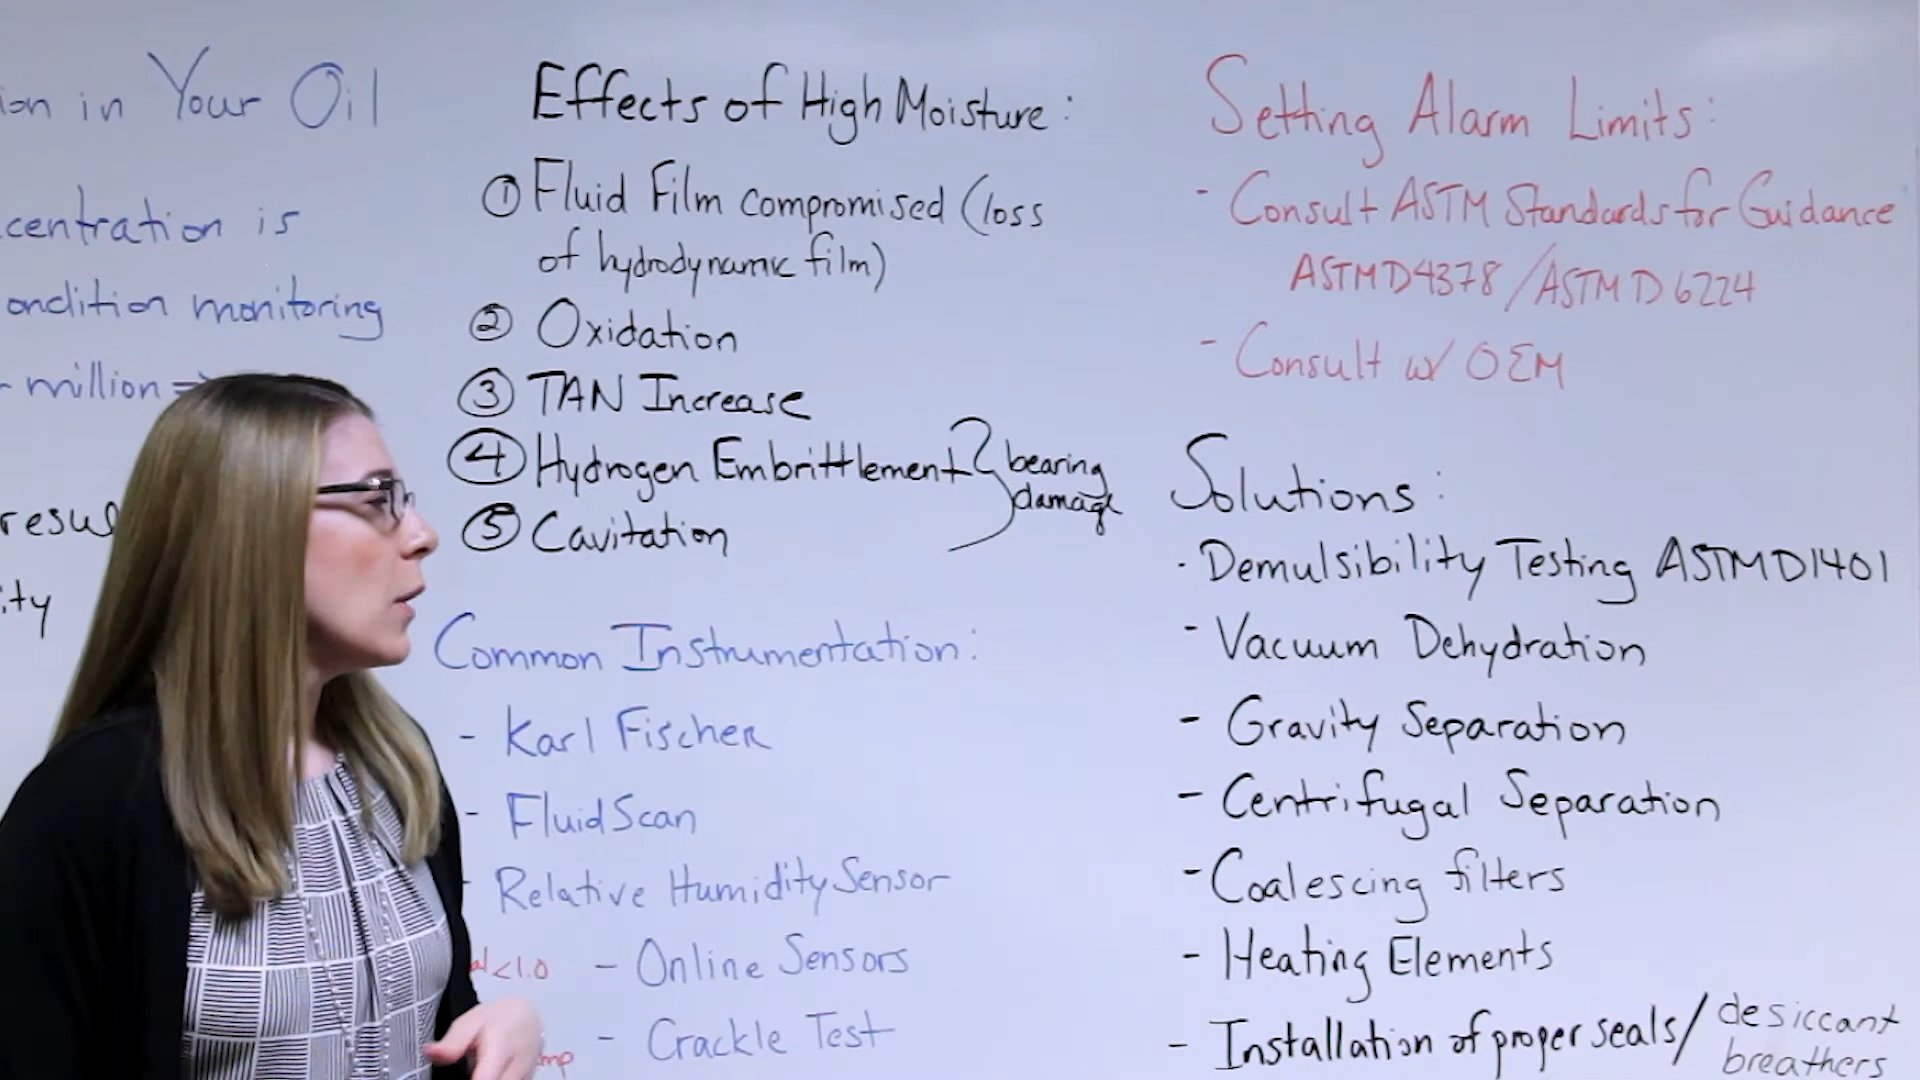 in Your Oil
is
monitoring
million =>
Effects of High Moisture:
① Fluid Film compromised (loss
of hydrodynamic film)
② Oxidation
③ TAN Increase
④ Hydrogen Embrittlement } bearing
damage
⑤ Cavitation
Common Instrumentation:
- Karl Fischer
- FluidScan
- Relative Humidity Sensor
<1.0 - Online Sensors
- Crackle Test
Setting Alarm Limits:
- Consult ASTM Standards for Guidance
ASTM D4378 / ASTM D6224
- Consult w/ OEM
Solutions:
- Demulsibility Testing ASTM D1401
- Vacuum Dehydration
- Gravity Separation
- Centrifugal Separation
- Coalescing filters
- Heating Elements
- Installation of proper seals / desiccant
breathers